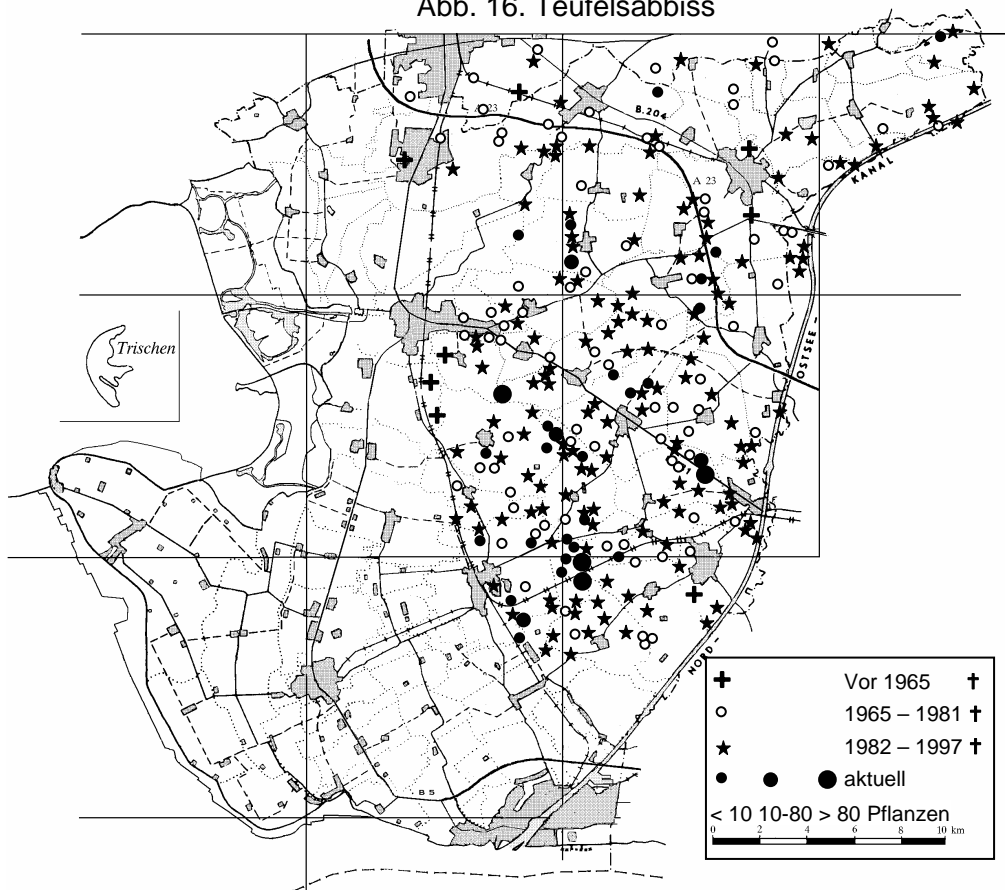 Abb. 16. Teufelsabbiss
A 23
B.204
A 23
KANAL
OSTSEE -
Trischen
NORD -
B 5
✚ Vor 1965 ✝
○ 1965 – 1981 ✝
★ 1982 – 1997 ✝
● ● ● aktuell
< 10 10-80 > 80 Pflanzen
0 2 4 6 8 10 km